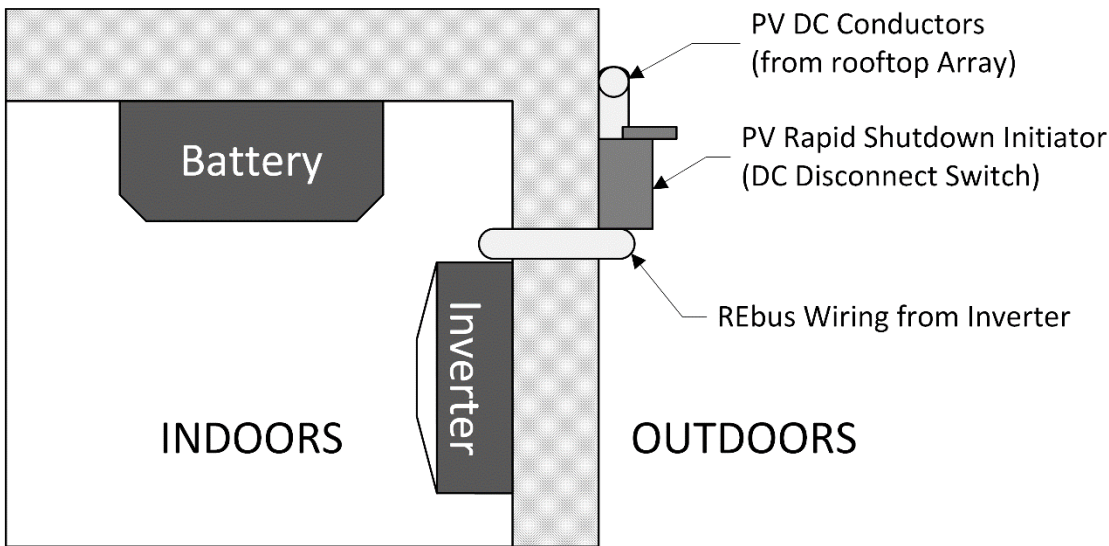 PV DC Conductors
(from rooftop Array)
Battery
PV Rapid Shutdown Initiator
(DC Disconnect Switch)
REbus Wiring from Inverter
Inverter
INDOORS
OUTDOORS